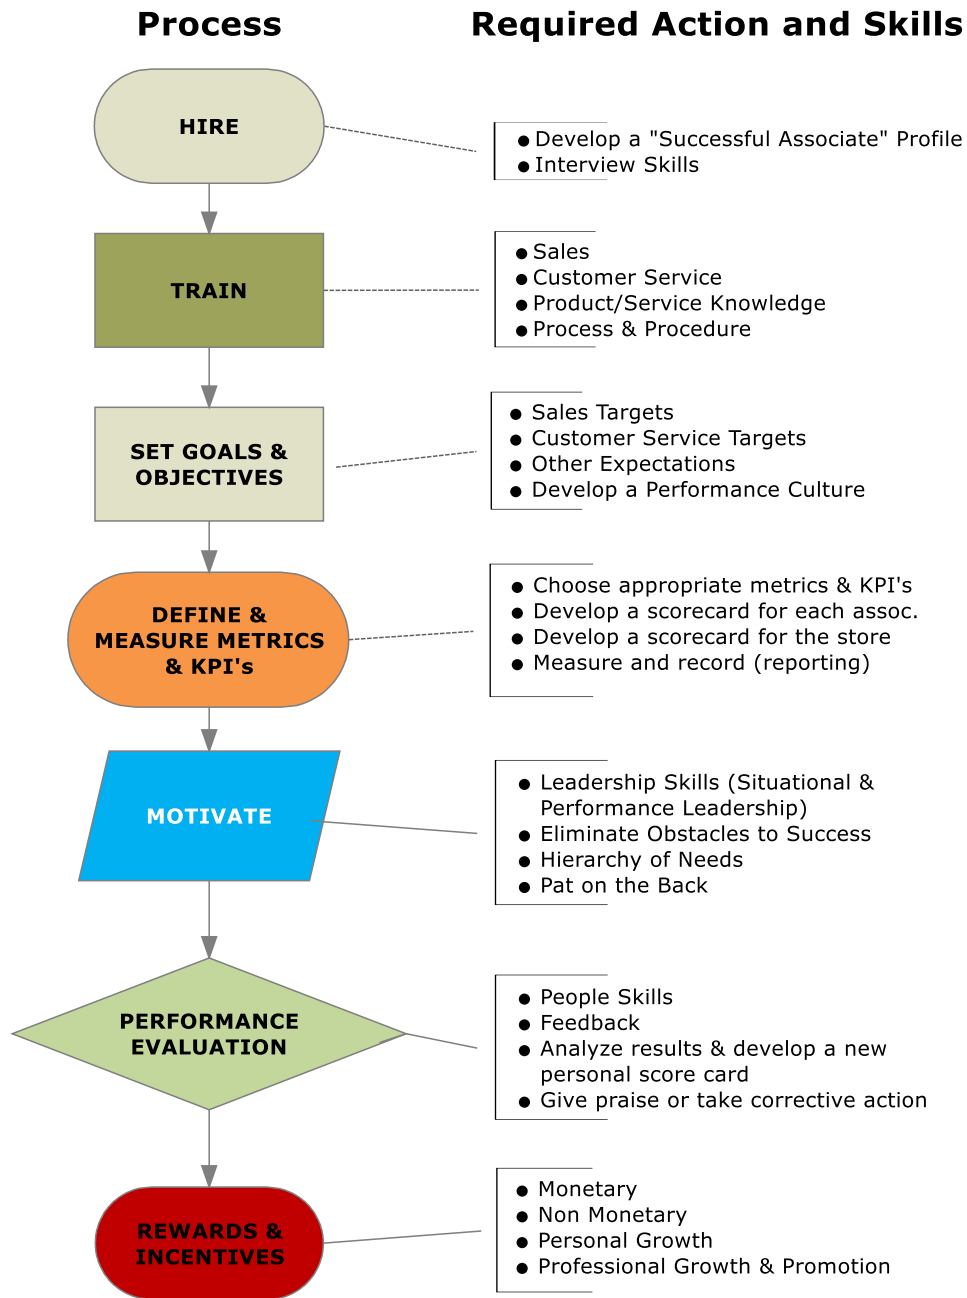 Process
Required Action and Skills
HIRE
● Develop a "Successful Associate" Profile
● Interview Skills
TRAIN
● Sales
● Customer Service
● Product/Service Knowledge
● Process & Procedure
SET GOALS &
OBJECTIVES
● Sales Targets
● Customer Service Targets
● Other Expectations
● Develop a Performance Culture
DEFINE &
MEASURE METRICS
& KPI's
● Choose appropriate metrics & KPI's
● Develop a scorecard for each assoc.
● Develop a scorecard for the store
● Measure and record (reporting)
MOTIVATE
● Leadership Skills (Situational &
Performance Leadership)
● Eliminate Obstacles to Success
● Hierarchy of Needs
● Pat on the Back
PERFORMANCE
EVALUATION
● People Skills
● Feedback
● Analyze results & develop a new
personal score card
● Give praise or take corrective action
REWARDS &
INCENTIVES
● Monetary
● Non Monetary
● Personal Growth
● Professional Growth & Promotion